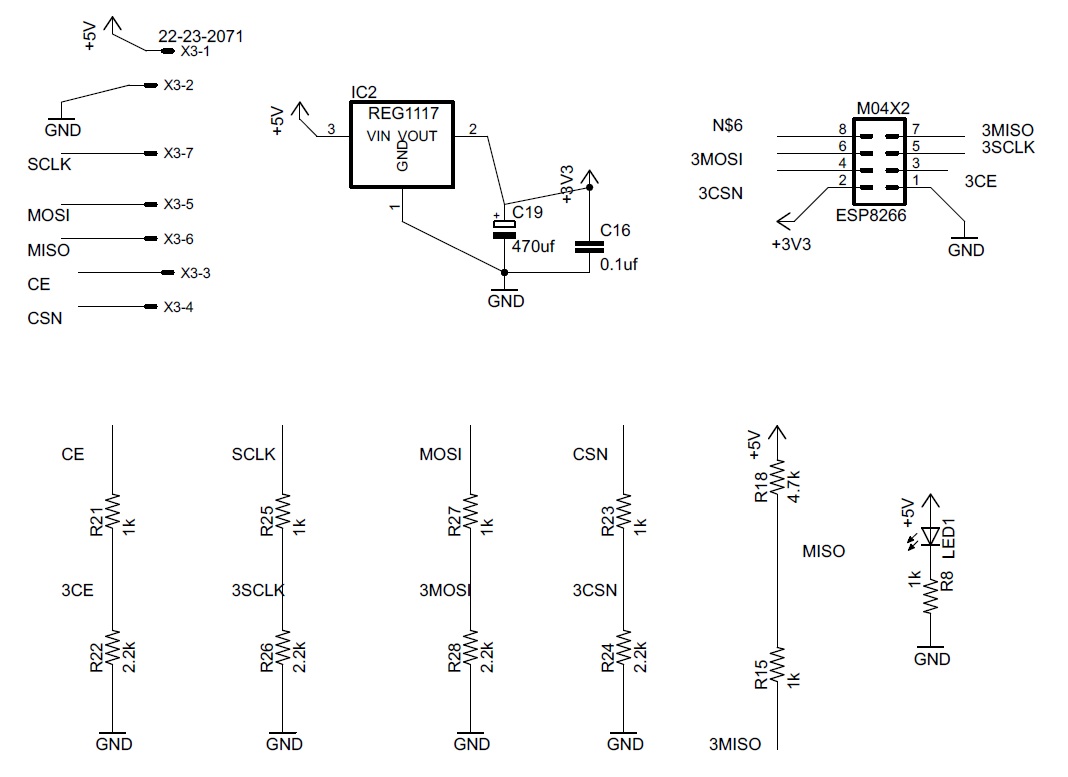 +5V
22-23-2071
X3-1
X3-2
GND
X3-7
SCLK
X3-5
MOSI
X3-6
MISO
X3-3
CE
X3-4
CSN
IC2
REG1117
+5V
3
VIN VOUT
2
GND
1
+3V3
+
C19
470uf
C16
0.1uf
GND
M04X2
N$6
8
7
3MISO
3MOSI
6
5
3SCLK
4
3
3CSN
2
1
3CE
ESP8266
+3V3
GND
CE
R21
1k
3CE
R22
2.2k
GND
SCLK
R25
1k
3SCLK
R26
2.2k
GND
MOSI
R27
1k
3MOSI
R28
2.2k
GND
CSN
R23
1k
3CSN
R24
2.2k
GND
+5V
R18
4.7k
MISO
R15
1k
3MISO
+5V
LED1
1k
R8
GND